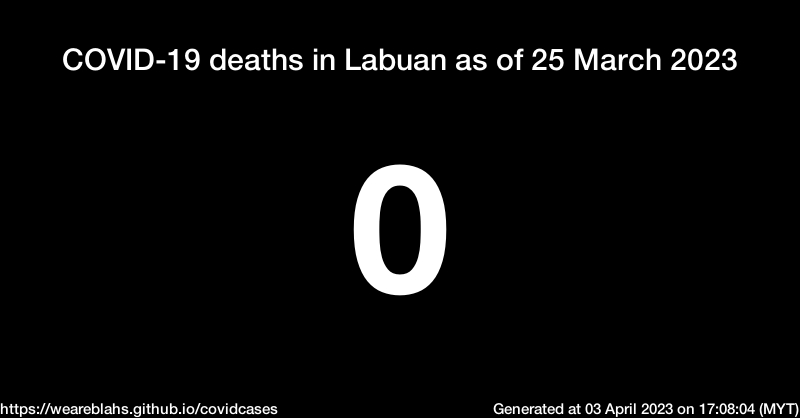 COVID-19 deaths in Labuan as of 25 March 2023
0
https://weareblahs.github.io/covidcases
Generated at 03 April 2023 on 17:08:04 (MYT)